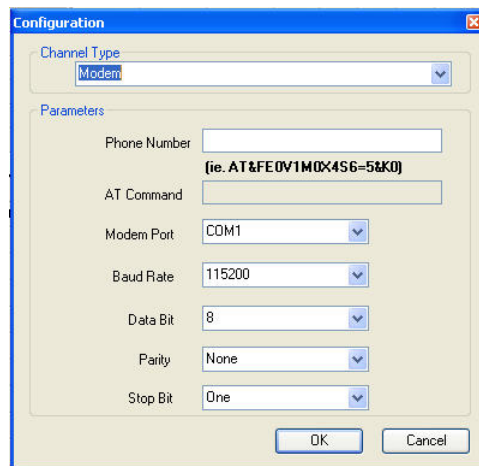 Configuration
Channel Type
Modem
Parameters
Phone Number
(ie. AT&FE0V1M0X4S6=5&K0)
AT Command
Modem Port COM1
Baud Rate 115200
Data Bit 8
Parity None
Stop Bit One
OK Cancel